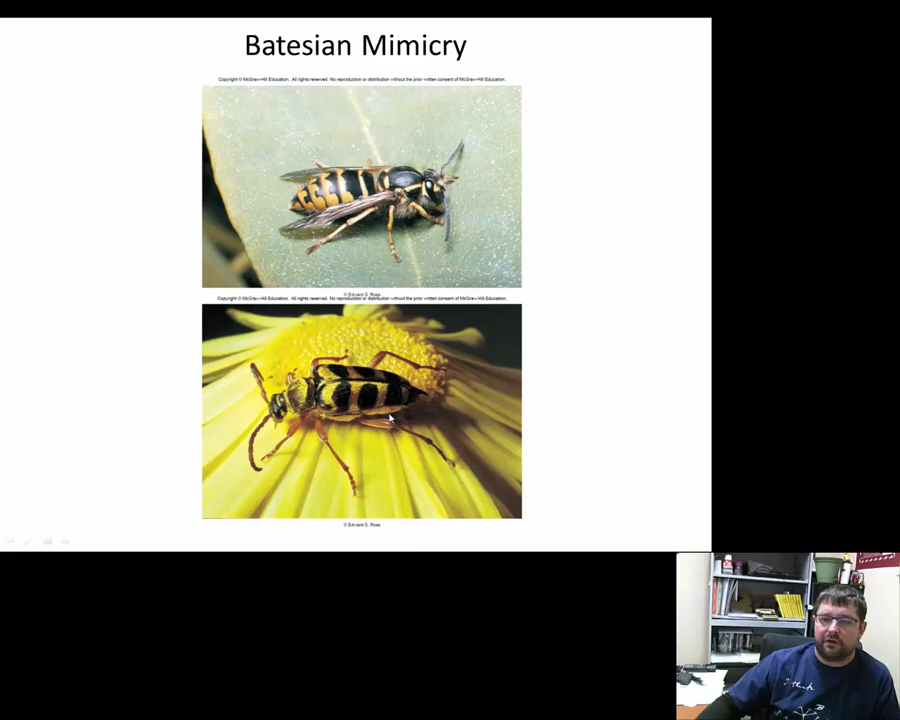 Batesian Mimicry
Copyright © McGraw-Hill Education. All rights reserved. No reproduction or distribution without the prior written consent of McGraw-Hill Education.
© Edward S. Ross
Copyright © McGraw-Hill Education. All rights reserved. No reproduction or distribution without the prior written consent of McGraw-Hill Education.
© Edward S. Ross